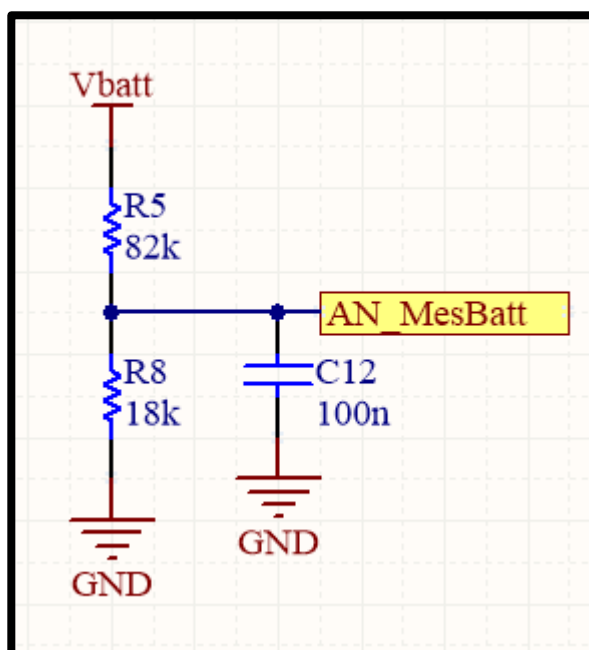 Vbatt
R5
82k
AN_MesBatt
R8
18k
C12
100n
GND
GND